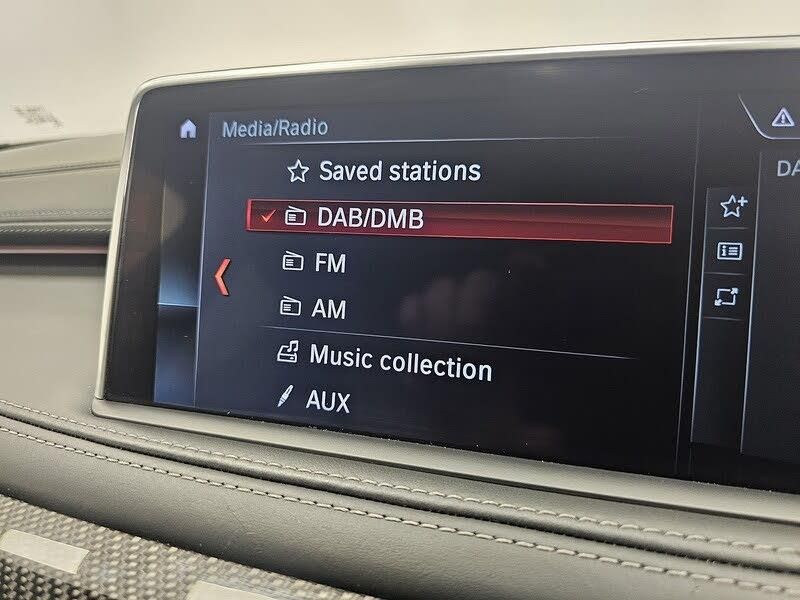 Media/Radio
Saved stations
DAB/DMB
FM
AM
Music collection
AUX
DA